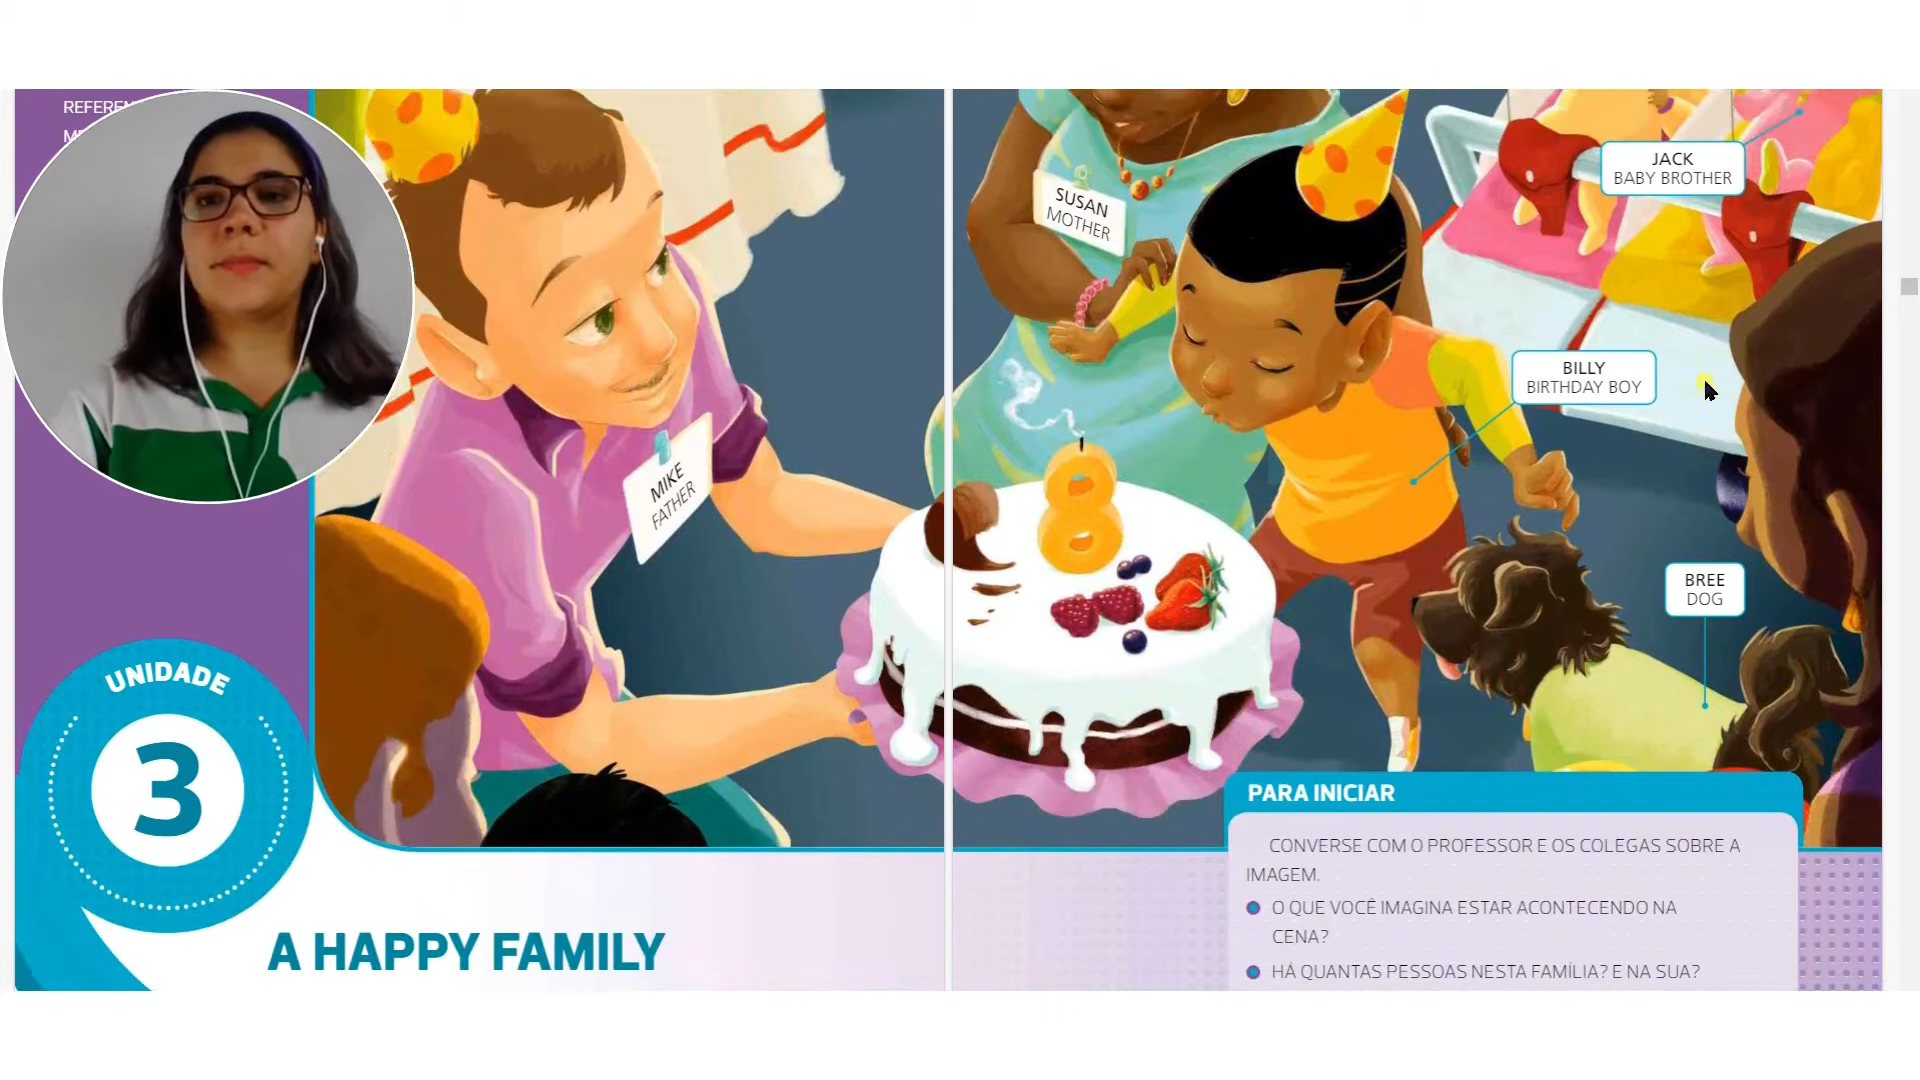 UNIDADE
3
A HAPPY FAMILY
MIKE
FATHER
SUSAN
MOTHER
JACK
BABY BROTHER
BILLY
BIRTHDAY BOY
8
BREE
DOG
PARA INICIAR
CONVERSE COM O PROFESSOR E OS COLEGAS SOBRE A
IMAGEM.
O QUE VOCÊ IMAGINA ESTAR ACONTECENDO NA
CENA?
HÁ QUANTAS PESSOAS NESTA FAMÍLIA? E NA SUA?